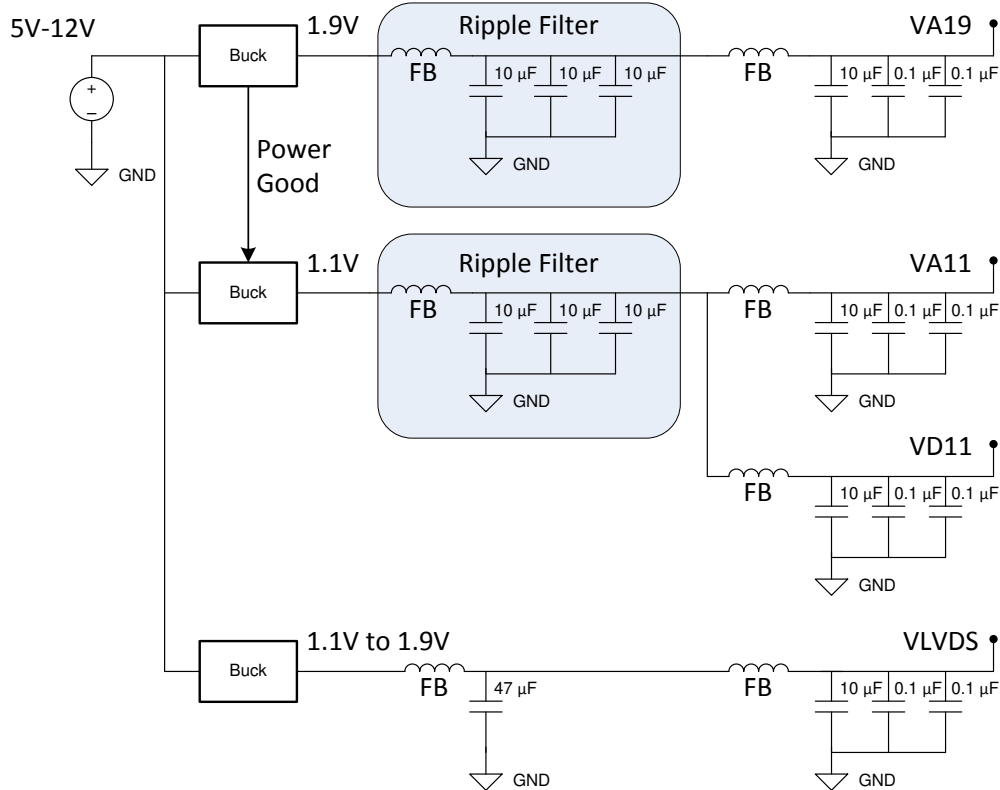 5V-12V
1.9V
Ripple Filter
VA19
Buck
FB
10 µF
10 µF
10 µF
FB
10 µF
0.1 µF
0.1 µF
+
–
GND
GND
GND
Power
Good
1.1V
Ripple Filter
VA11
Buck
FB
10 µF
10 µF
10 µF
FB
10 µF
0.1 µF
0.1 µF
GND
GND
VD11
FB
10 µF
0.1 µF
0.1 µF
GND
1.1V to 1.9V
VLVDS
Buck
FB
47 µF
FB
10 µF
0.1 µF
0.1 µF
GND
GND